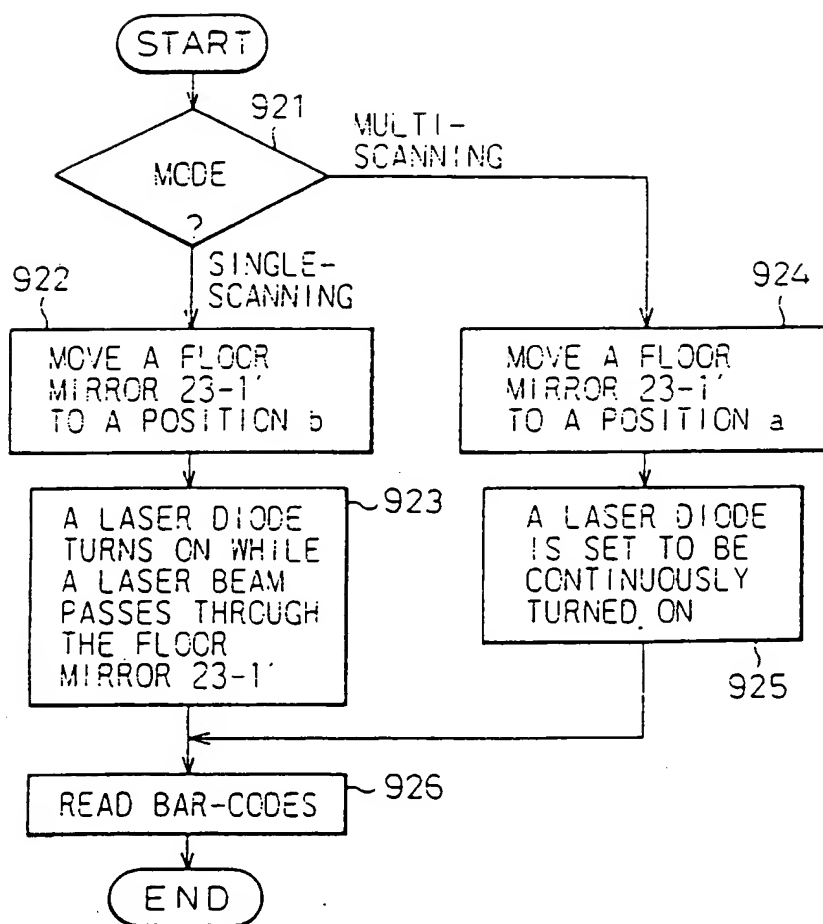 START
921
MODE
?
MULTI-
SCANNING
SINGLE-
SCANNING
922
MOVE A FLOOR
MIRROR 23-1′
TO A POSITION b
924
MOVE A FLOOR
MIRROR 23-1′
TO A POSITION a
923
A LASER DIODE
TURNS ON WHILE
A LASER BEAM
PASSES THROUGH
THE FLOOR
MIRROR 23-1′
A LASER DIODE
IS SET TO BE
CONTINUOUSLY
TURNED ON
925
READ BAR-CODES
926
END